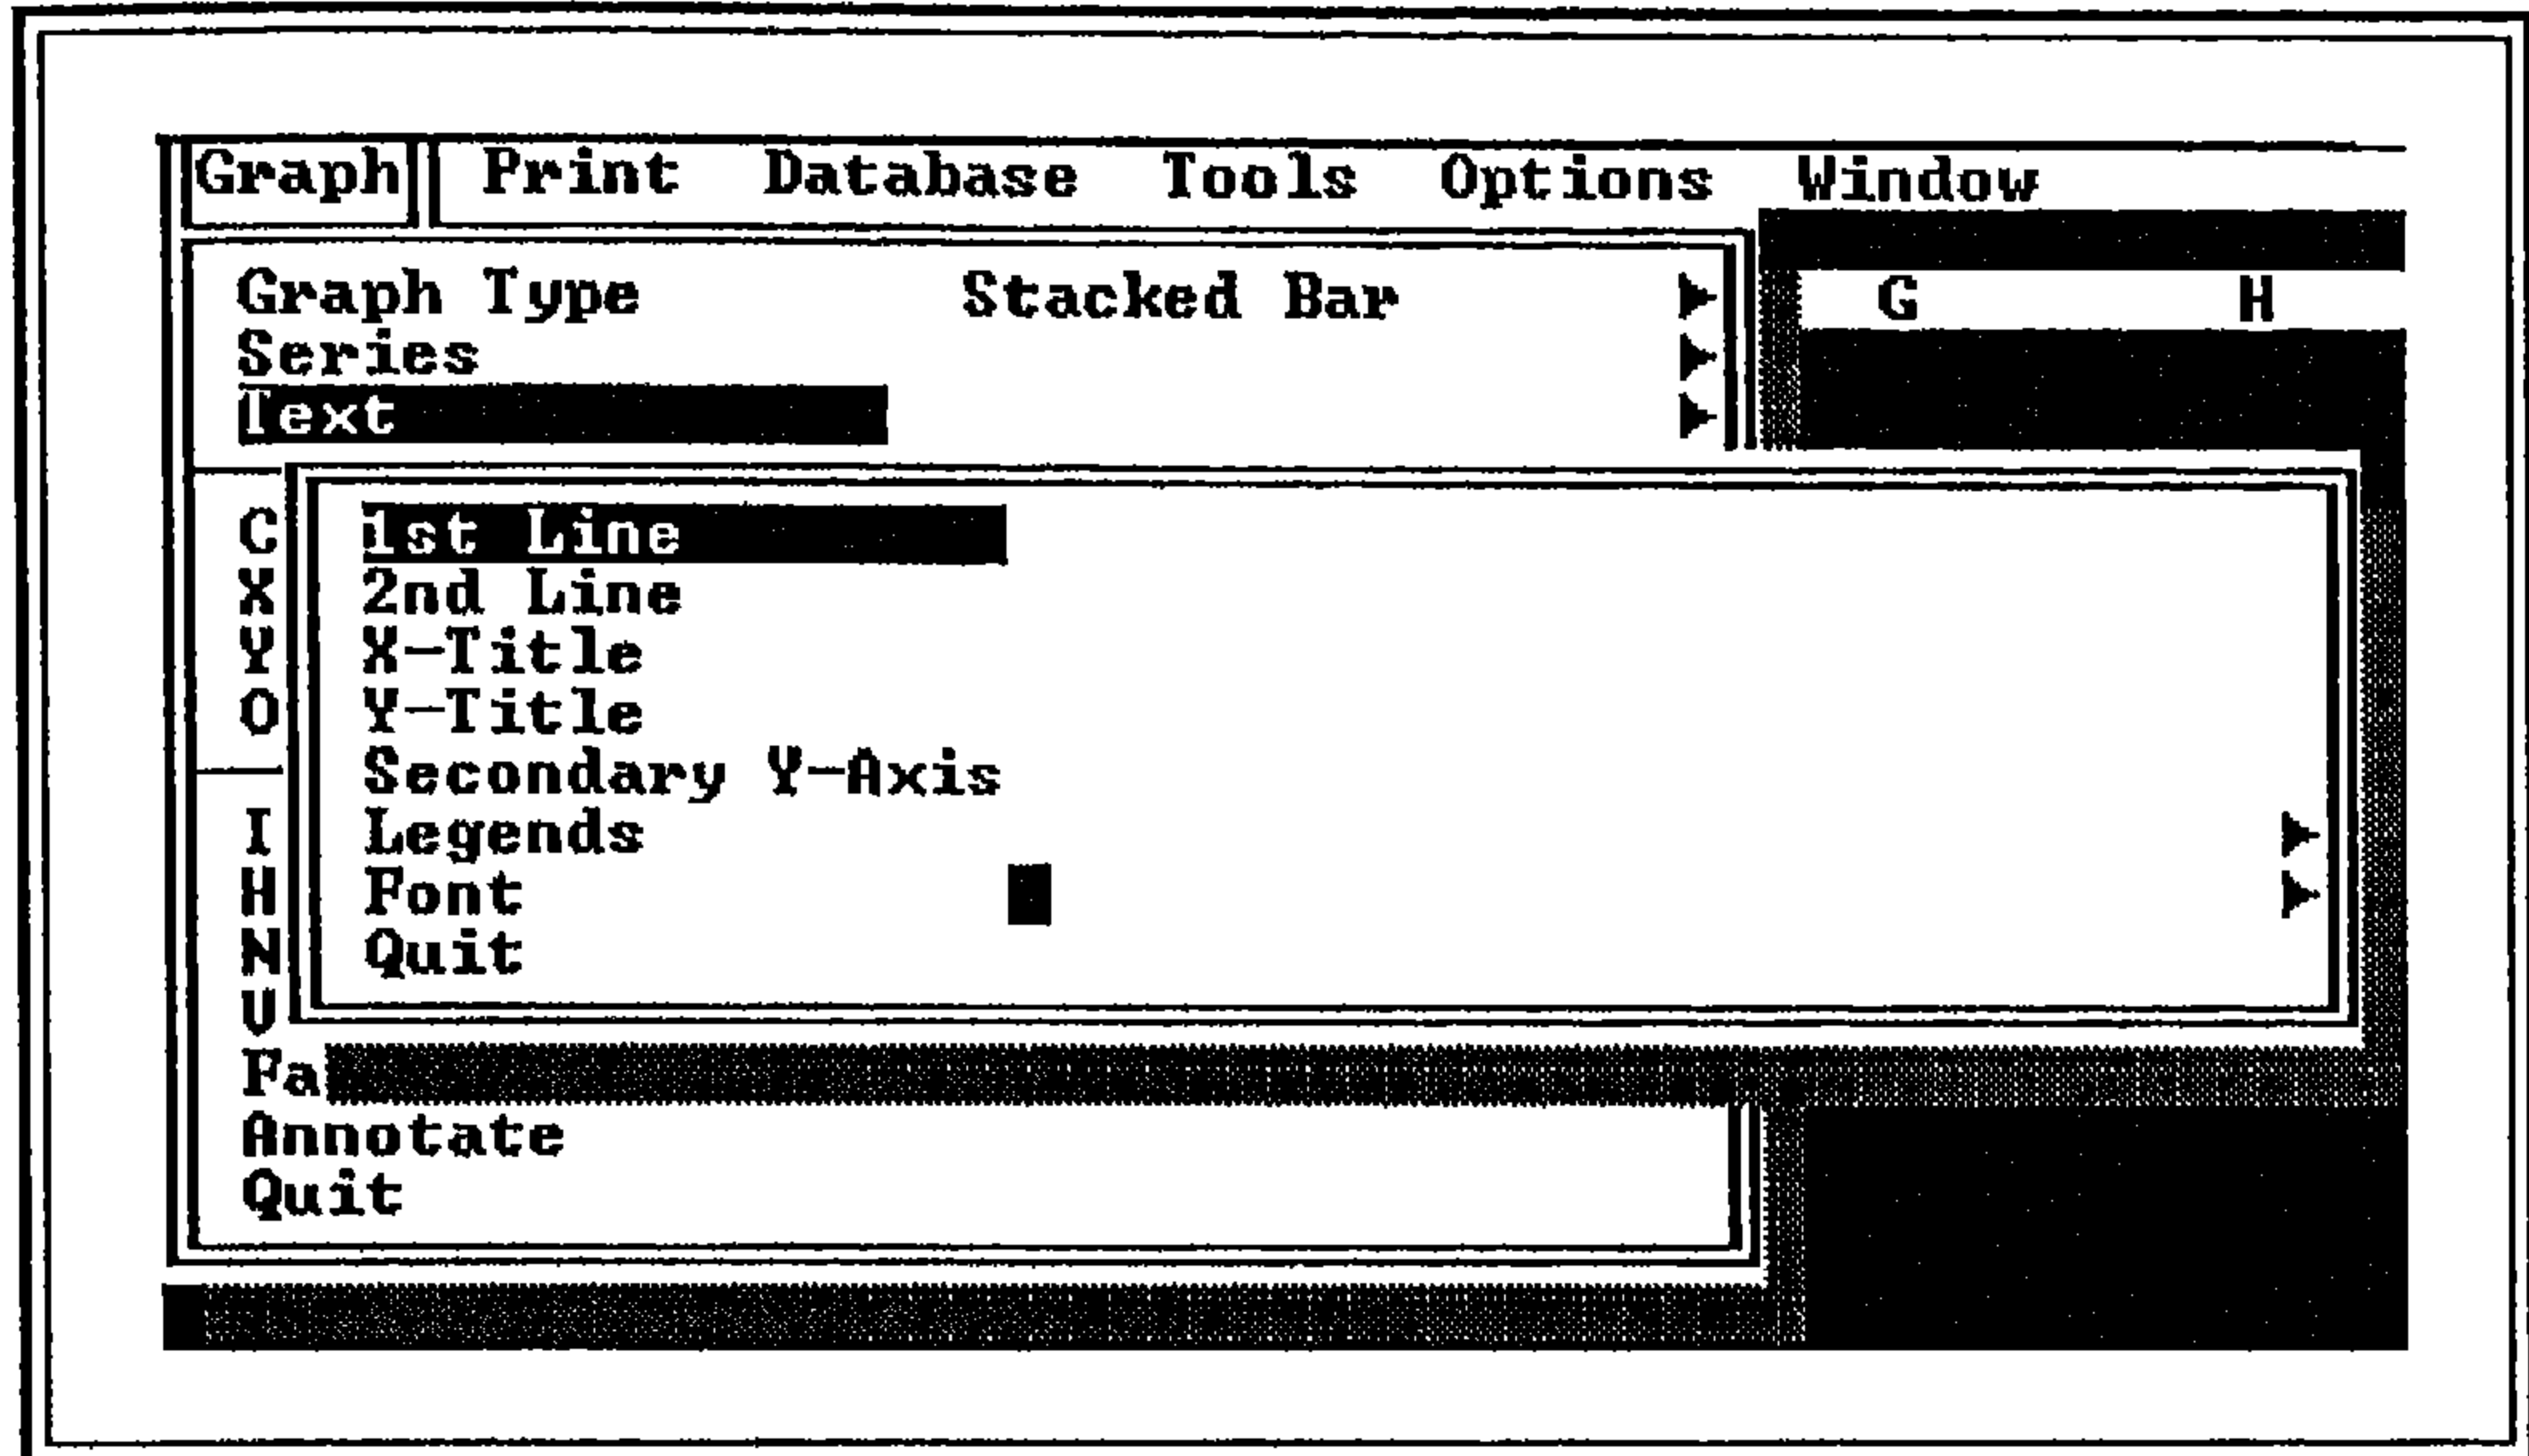 Graph Print Database Tools Options Window
Graph Type Stacked Bar ► G H
Series ►
Text ►
C 1st Line
X 2nd Line
Y X-Title
O Y-Title
Secondary Y-Axis
I Legends ►
H Font ►
N Quit
U
Fa
Annotate
Quit